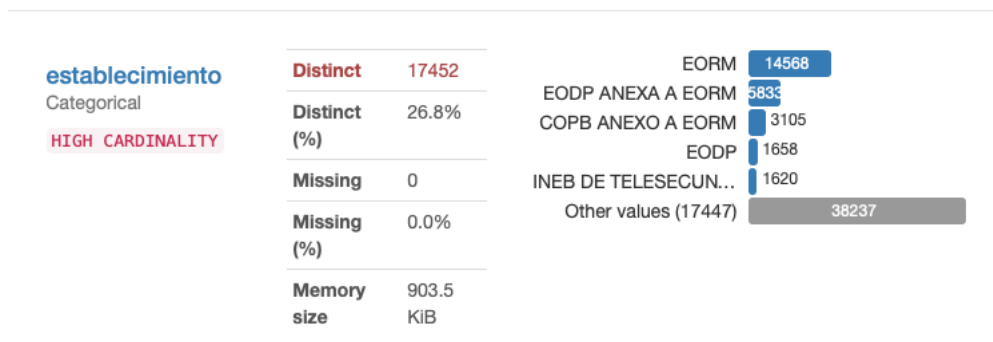 establecimiento
Categorical
HIGH CARDINALITY
Distinct 17452
Distinct 26.8%
(%)
Missing 0
Missing 0.0%
(%)
Memory 903.5
size KiB
EORM 14568
EODP ANEXA A EORM 5833
COPB ANEXO A EORM 3105
EODP 1658
INEB DE TELESECUN... 1620
Other values (17447) 38237